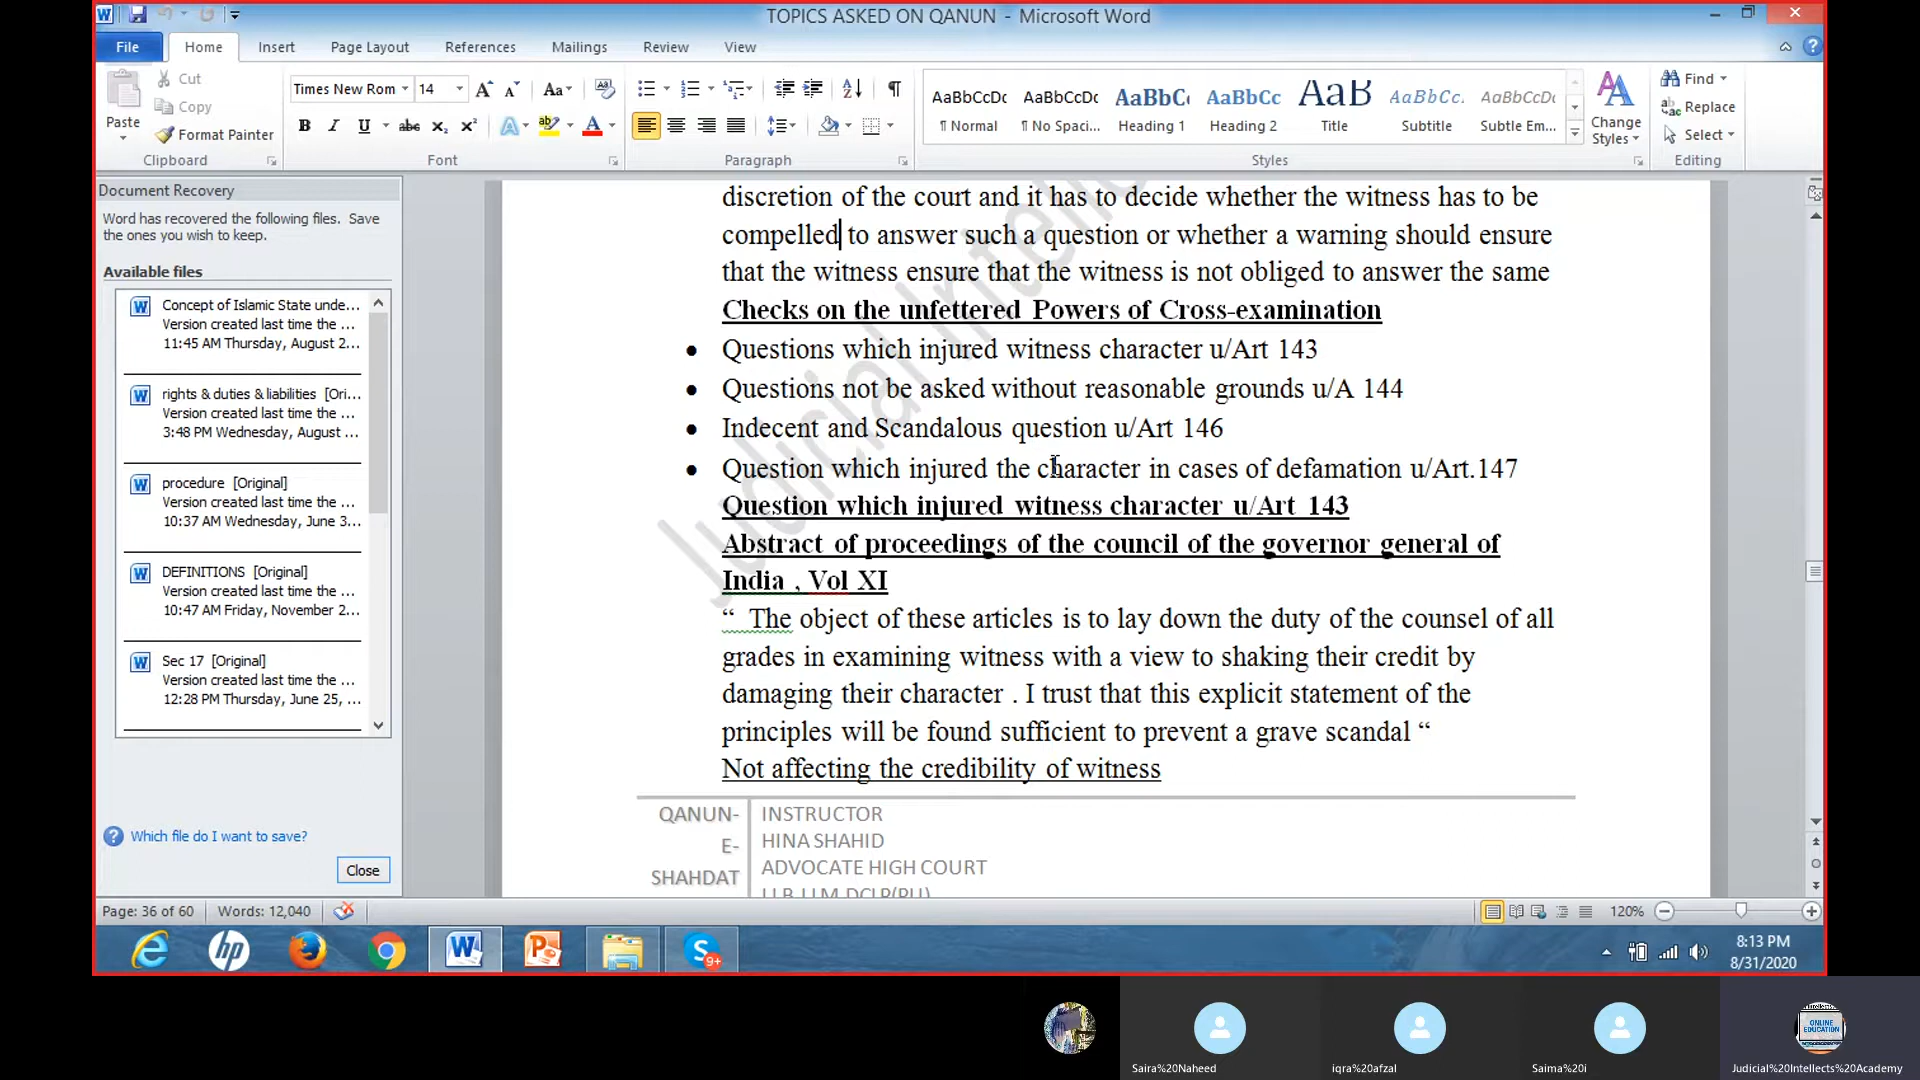 TOPICS ASKED ON QANUN - Microsoft Word
File Home Insert Page Layout References Mailings Review View
Paste
Cut
Copy
Format Painter
Clipboard
Times New Rom 14
Font
Paragraph
AaBbCcDc AaBbCcDc AaBbC AaBbCc AaB AaBbCc. AaBbCcDc
¶ Normal ¶ No Spaci... Heading 1 Heading 2 Title Subtitle Subtle Em...
Change Styles
Styles
Find
Replace
Select
Editing
Document Recovery
Word has recovered the following files. Save
the ones you wish to keep.
Available files
Concept of Islamic State unde...
Version created last time the ...
11:45 AM Thursday, August 2...
rights & duties & liabilities [Ori...
Version created last time the ...
3:48 PM Wednesday, August ...
procedure [Original]
Version created last time the ...
10:37 AM Wednesday, June 3...
DEFINITIONS [Original]
Version created last time the ...
10:47 AM Friday, November 2...
Sec 17 [Original]
Version created last time the ...
12:28 PM Thursday, June 25, ...
Which file do I want to save?
Close
discretion of the court and it has to decide whether the witness has to be
compelled to answer such a question or whether a warning should ensure
that the witness ensure that the witness is not obliged to answer the same
Checks on the unfettered Powers of Cross-examination
• Questions which injured witness character u/Art 143
• Questions not be asked without reasonable grounds u/A 144
• Indecent and Scandalous question u/Art 146
• Question which injured the character in cases of defamation u/Art.147
Question which injured witness character u/Art 143
Abstract of proceedings of the council of the governor general of
India , Vol XI
“ The object of these articles is to lay down the duty of the counsel of all
grades in examining witness with a view to shaking their credit by
damaging their character . I trust that this explicit statement of the
principles will be found sufficient to prevent a grave scandal “
Not affecting the credibility of witness
QANUN-
E-
SHAHDAT
INSTRUCTOR
HINA SHAHID
ADVOCATE HIGH COURT
Judicial
Page: 36 of 60 Words: 12,040 120%
8:13 PM
8/31/2020
9+
Saira%20Naheed iqra%20afzal Saima%20i Judicial%20Intellects%20Academy
ONLINE
EDUCATION